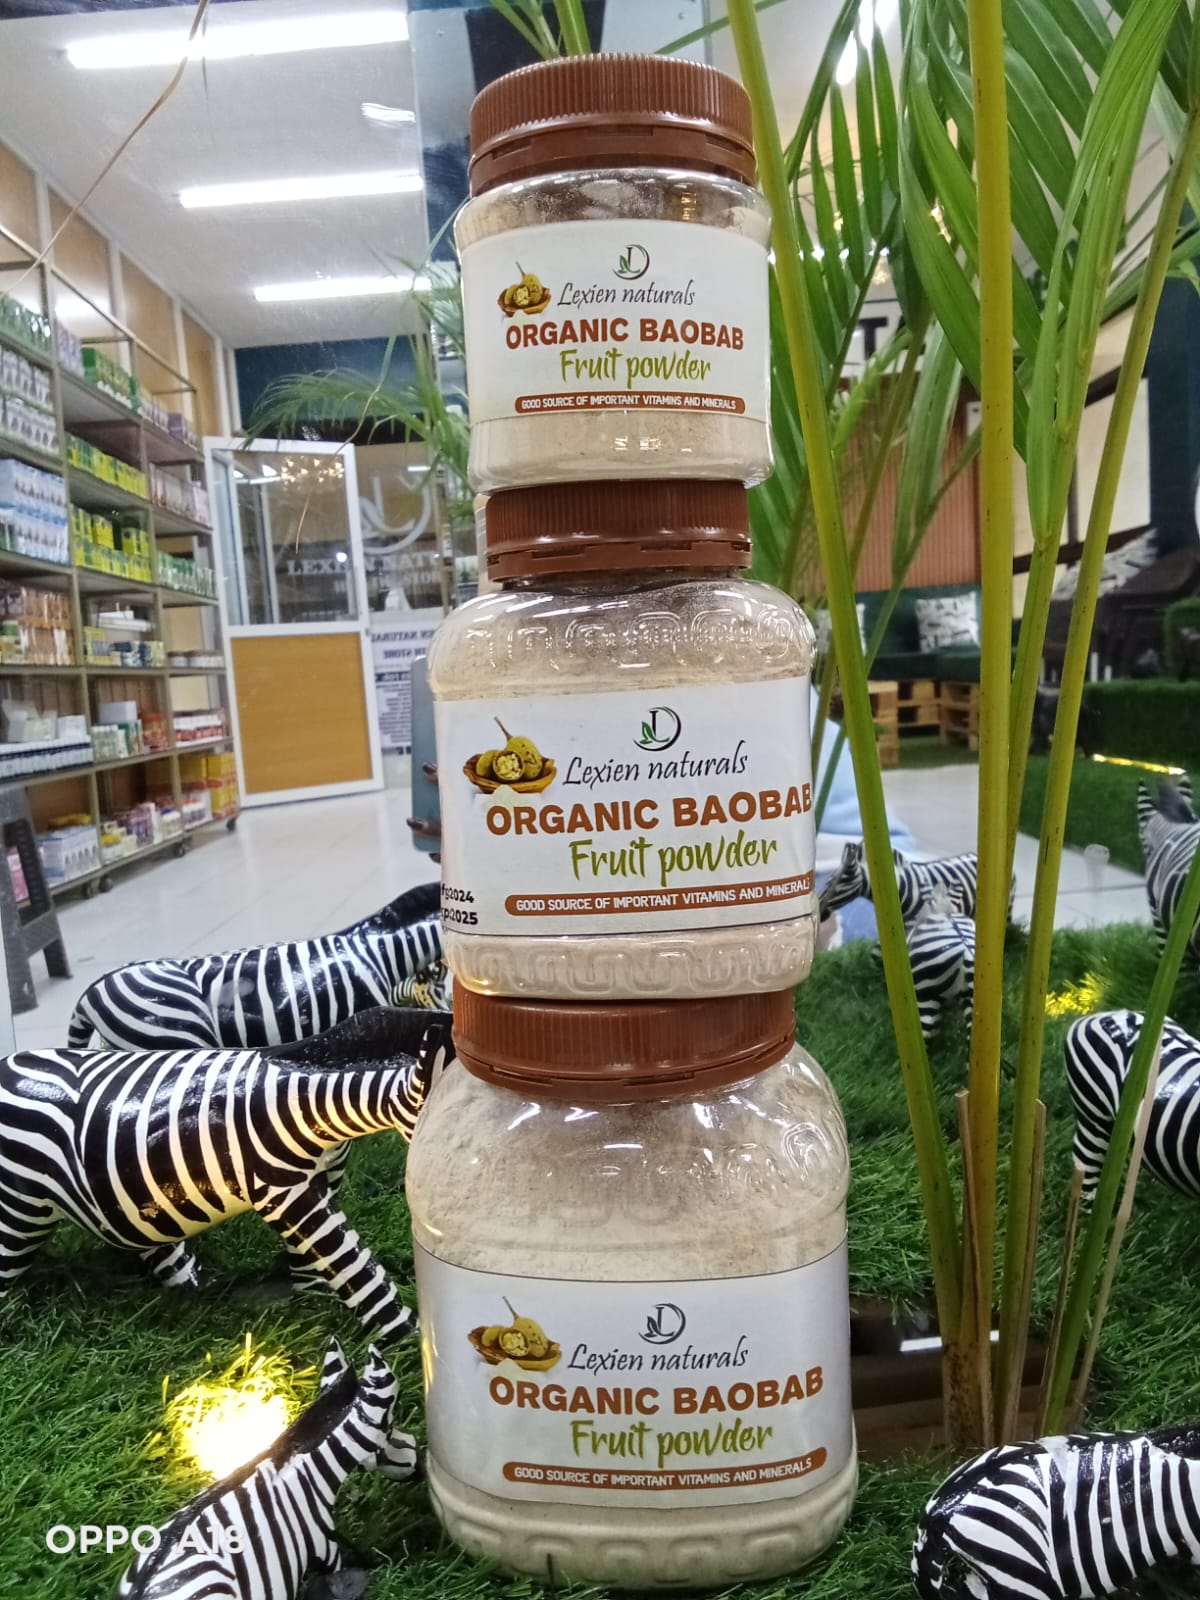 Lexien naturals
ORGANIC BAOBAB
Fruit powder
GOOD SOURCE OF IMPORTANT VITAMINS AND MINERALS
Lexien naturals
ORGANIC BAOBAB
Fruit powder
GOOD SOURCE OF IMPORTANT VITAMINS AND MINERALS
2024
2025
Lexien naturals
ORGANIC BAOBAB
Fruit powder
GOOD SOURCE OF IMPORTANT VITAMINS AND MINERALS
OPPO A18